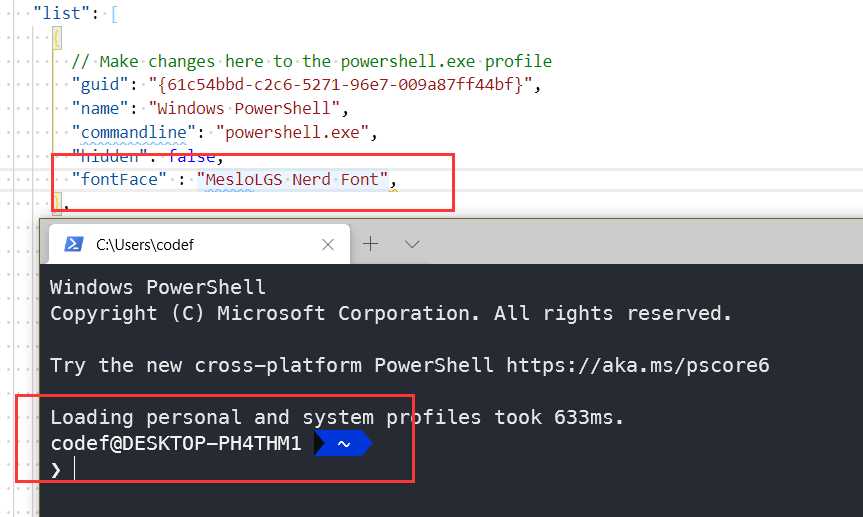 "list": [
{
// Make changes here to the powershell.exe profile
"guid": "{61c54bbd-c2c6-5271-96e7-009a87ff44bf}",
"name": "Windows PowerShell",
"commandline": "powershell.exe",
"hidden": false,
"fontFace" : "MesloLGS Nerd Font",
},
C:\Users\codef
Windows PowerShell
Copyright (C) Microsoft Corporation. All rights reserved.
Try the new cross-platform PowerShell https://aka.ms/pscore6
Loading personal and system profiles took 633ms.
codef@DESKTOP-PH4THM1 ~
❯